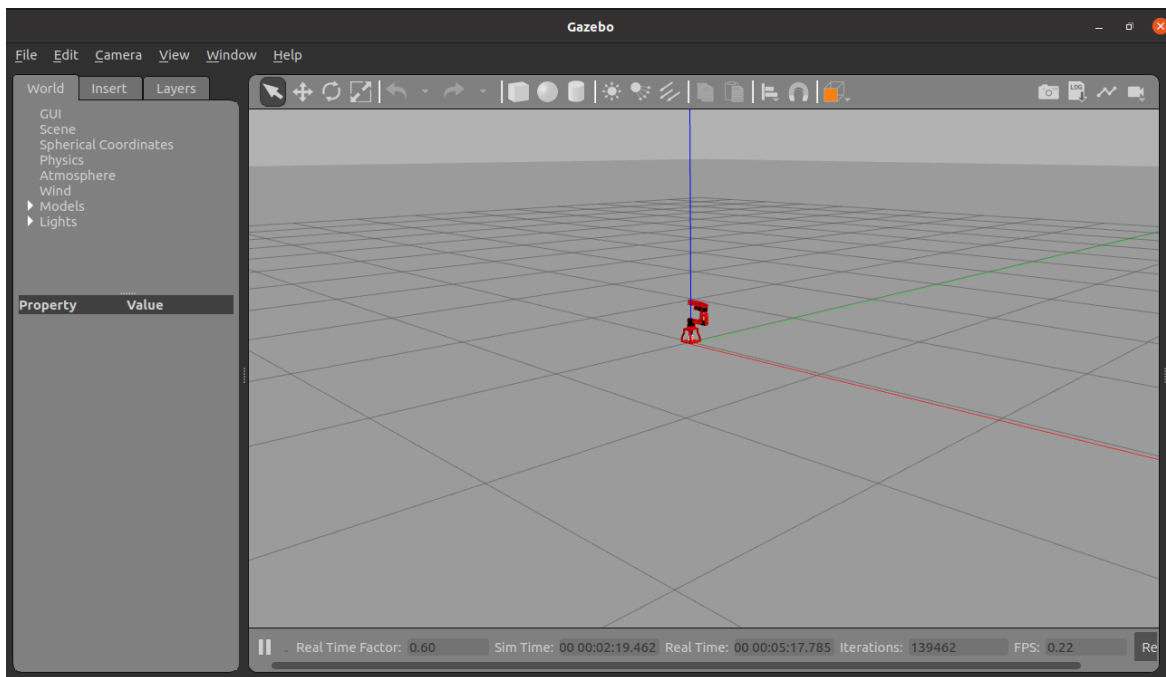 Gazebo
File Edit Camera View Window Help
World Insert Layers
GUI
Scene
Spherical Coordinates
Physics
Atmosphere
Wind
Models
Lights
Property Value
LOG
Real Time Factor: 0.60 Sim Time: 00 00:02:19.462 Real Time: 00 00:05:17.785 Iterations: 139462 FPS: 0.22 Re